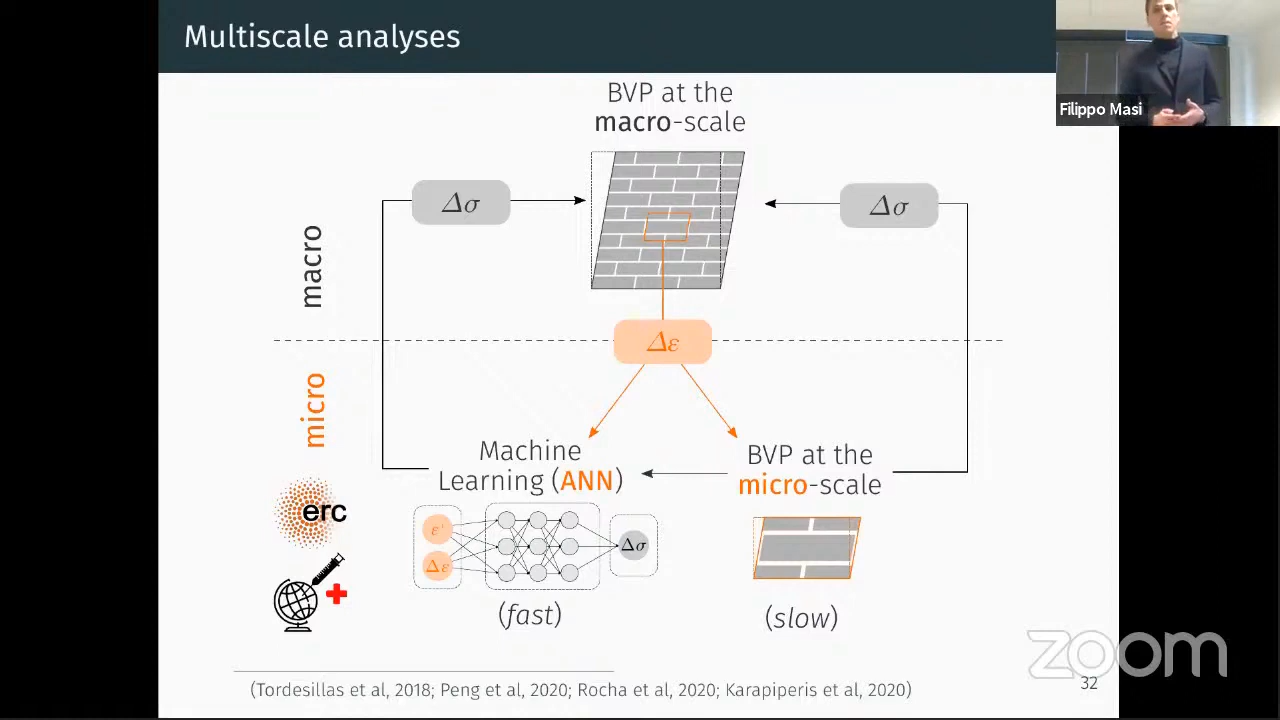 Multiscale analyses
Filippo Masi
BVP at the
macro-scale
Δσ
Δσ
macro
Δε
micro
Machine
Learning (ANN)
BVP at the
micro-scale
erc
εᵗ
Δε
Δσ
(fast)
(slow)
zoom
(Tordesillas et al, 2018; Peng et al, 2020; Rocha et al, 2020; Karapiperis et al, 2020)
32